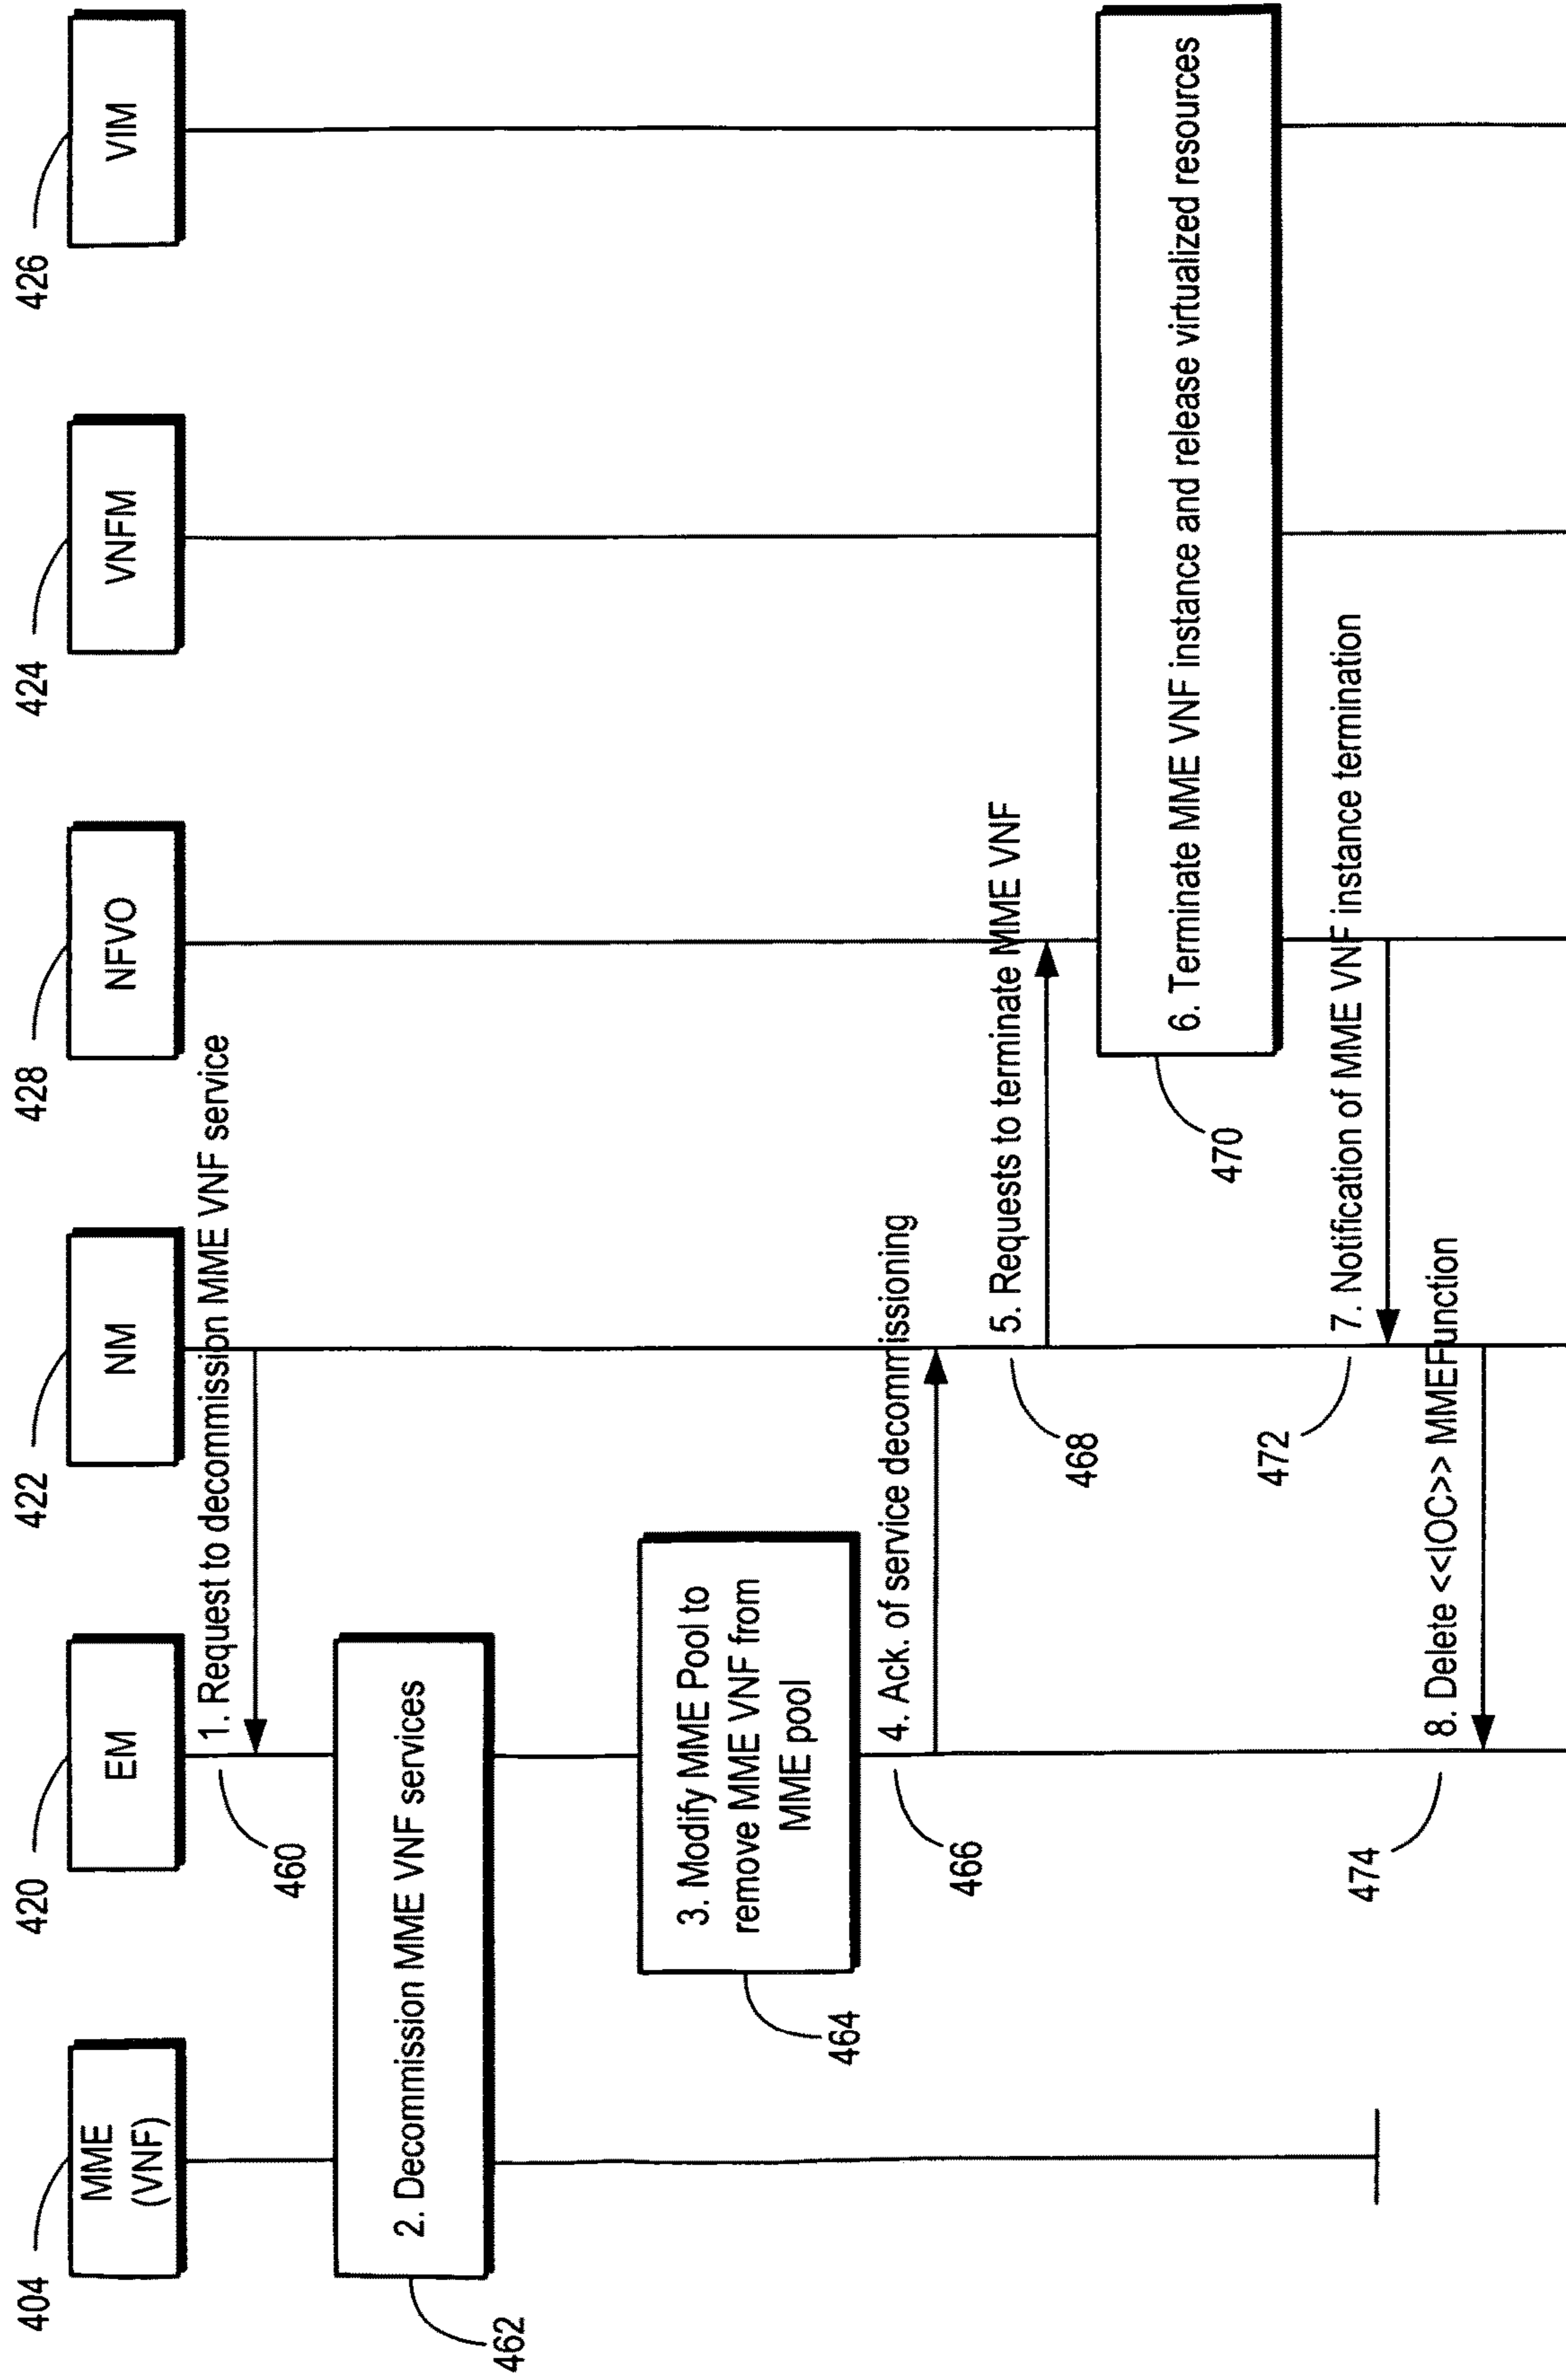 404
420
422
428
424
426
MME
(VNF)
EM
NM
NFVO
VNFM
VIM
1. Request to decommission MME VNF service
460
2. Decommission MME VNF services
462
3. Modify MME Pool to
remove MME VNF from
MME pool
464
4. Ack. of service decommissioning
466
5. Requests to terminate MME VNF
468
6. Terminate MME VNF instance and release virtualized resources
470
7. Notification of MME VNF instance termination
472
8. Delete <<IOC>> MMEFunction
474